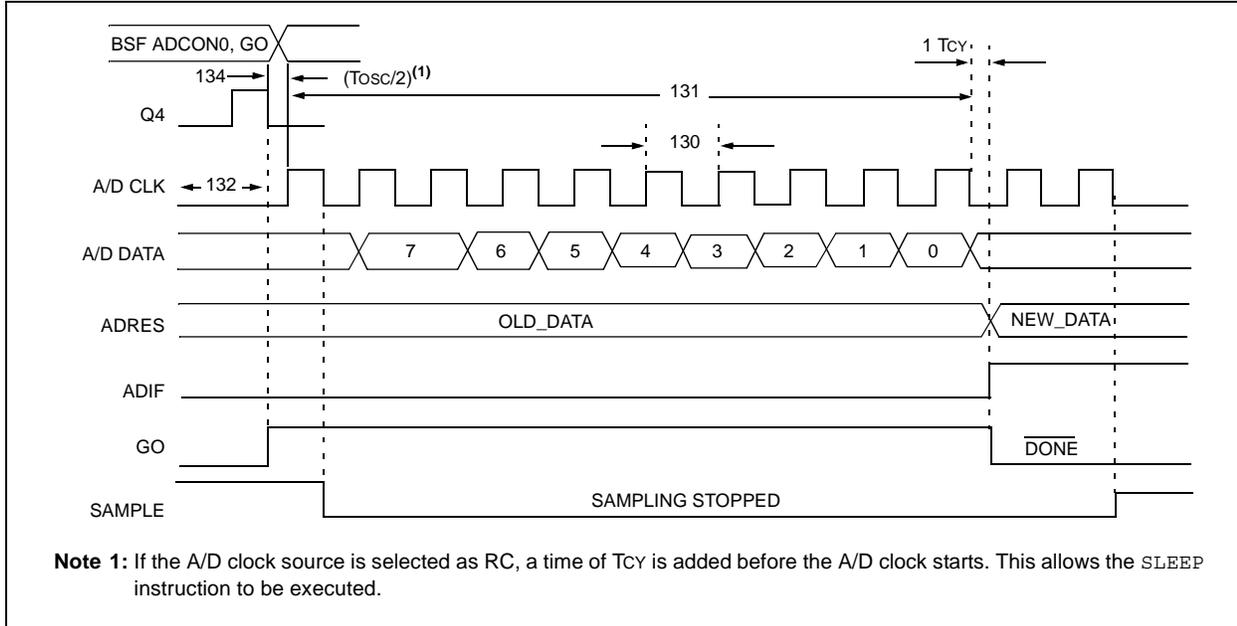 BSF ADCON0, GO
1 TCY
134
(TOSC/2)(1)
131
Q4
130
A/D CLK
132
A/D DATA
7 6 5 4 3 2 1 0
ADRES
OLD_DATA
NEW_DATA
ADIF
GO
DONE
SAMPLE
SAMPLING STOPPED
Note 1: If the A/D clock source is selected as RC, a time of TCY is added before the A/D clock starts. This allows the SLEEP
instruction to be executed.